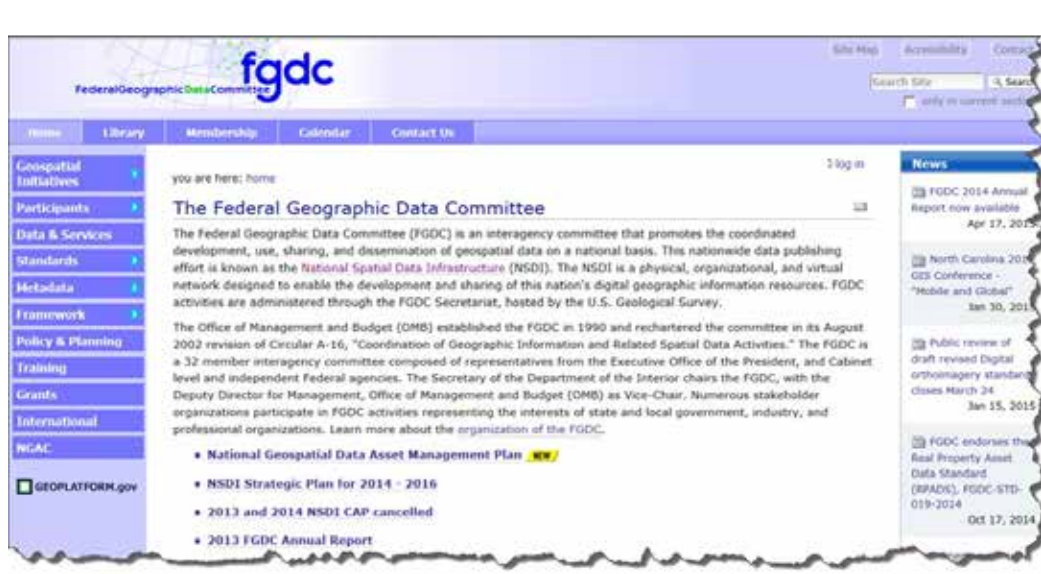 Site Map Accessibility Contact
fgdc
FederalGeographicDataCommittee
Search Site Search
only in current section
Home Library Membership Calendar Contact Us
Geospatial
Initiatives
Participants
Data & Services
Standards
Metadata
Framework
Policy & Planning
Training
Grants
International
NGAC
GEOPLATFORM.gov
log in
you are here: home
The Federal Geographic Data Committee
The Federal Geographic Data Committee (FGDC) is an interagency committee that promotes the coordinated
development, use, sharing, and dissemination of geospatial data on a national basis. This nationwide data publishing
effort is known as the National Spatial Data Infrastructure (NSDI). The NSDI is a physical, organizational, and virtual
network designed to enable the development and sharing of this nation's digital geographic information resources. FGDC
activities are administered through the FGDC Secretariat, hosted by the U.S. Geological Survey.
The Office of Management and Budget (OMB) established the FGDC in 1990 and rechartered the committee in its August
2002 revision of Circular A-16, "Coordination of Geographic Information and Related Spatial Data Activities." The FGDC is
a 32 member interagency committee composed of representatives from the Executive Office of the President, and Cabinet
level and independent Federal agencies. The Secretary of the Department of the Interior chairs the FGDC, with the
Deputy Director for Management, Office of Management and Budget (OMB) as Vice-Chair. Numerous stakeholder
organizations participate in FGDC activities representing the interests of state and local government, industry, and
professional organizations. Learn more about the organization of the FGDC.
• National Geospatial Data Asset Management Plan NEW
• NSDI Strategic Plan for 2014 - 2016
• 2013 and 2014 NSDI CAP cancelled
• 2013 FGDC Annual Report
News
FGDC 2014 Annual
Report now available
Apr 17, 2015
North Carolina 201
GIS Conference -
"Mobile and Global"
Jan 30, 2015
Public review of
draft revised Digital
orthoimagery standard
closes March 24
Jan 15, 2015
FGDC endorses the
Real Property Asset
Data Standard
(RPADS), FGDC-STD-
019-2014
Oct 17, 2014